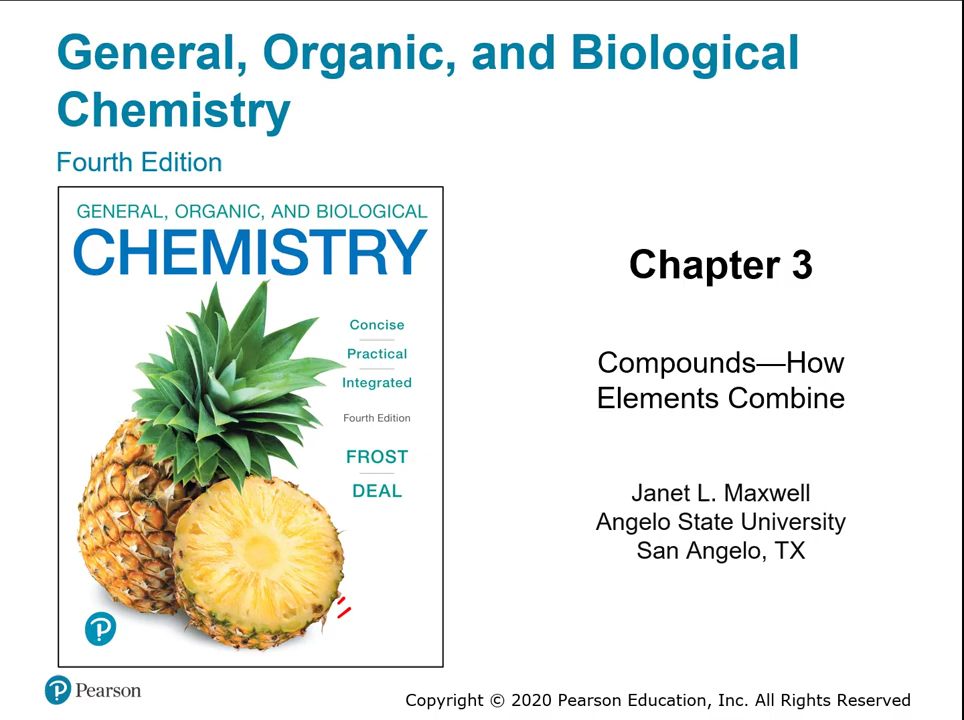 General, Organic, and Biological
Chemistry
Fourth Edition
GENERAL, ORGANIC, AND BIOLOGICAL
CHEMISTRY
Concise
Practical
Integrated
Fourth Edition
FROST
DEAL
P
Chapter 3
Compounds—How
Elements Combine
Janet L. Maxwell
Angelo State University
San Angelo, TX
P Pearson
Copyright © 2020 Pearson Education, Inc. All Rights Reserved